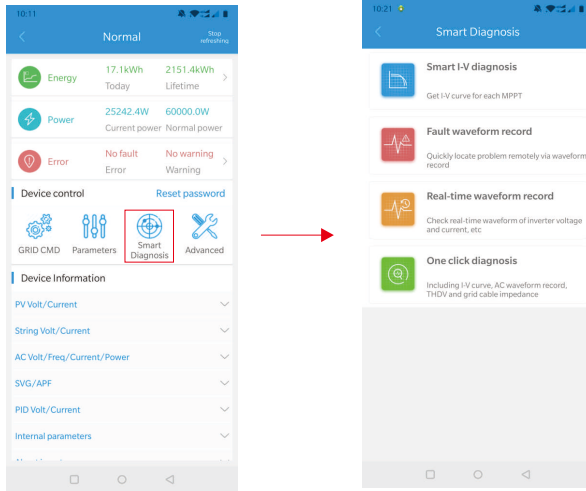 10:11
Normal
Stop
refreshing
Energy
17.1kWh
2151.4kWh
Today
Lifetime
Power
25242.4W
60000.0W
Current power
Normal power
Error
No fault
No warning
Error
Warning
Device control
Reset password
GRID CMD
Parameters
Smart
Diagnosis
Advanced
Device Information
PV Volt/Current
String Volt/Current
AC Volt/Freq/Current/Power
SVG/APF
PID Volt/Current
Internal parameters
10:21
Smart Diagnosis
Smart I-V diagnosis
Get I-V curve for each MPPT
Fault waveform record
Quickly locate problem remotely via waveform
record
Real-time waveform record
Check real-time waveform of inverter voltage
and current, etc
One click diagnosis
Including I-V curve, AC waveform record,
THDV and grid cable impedance